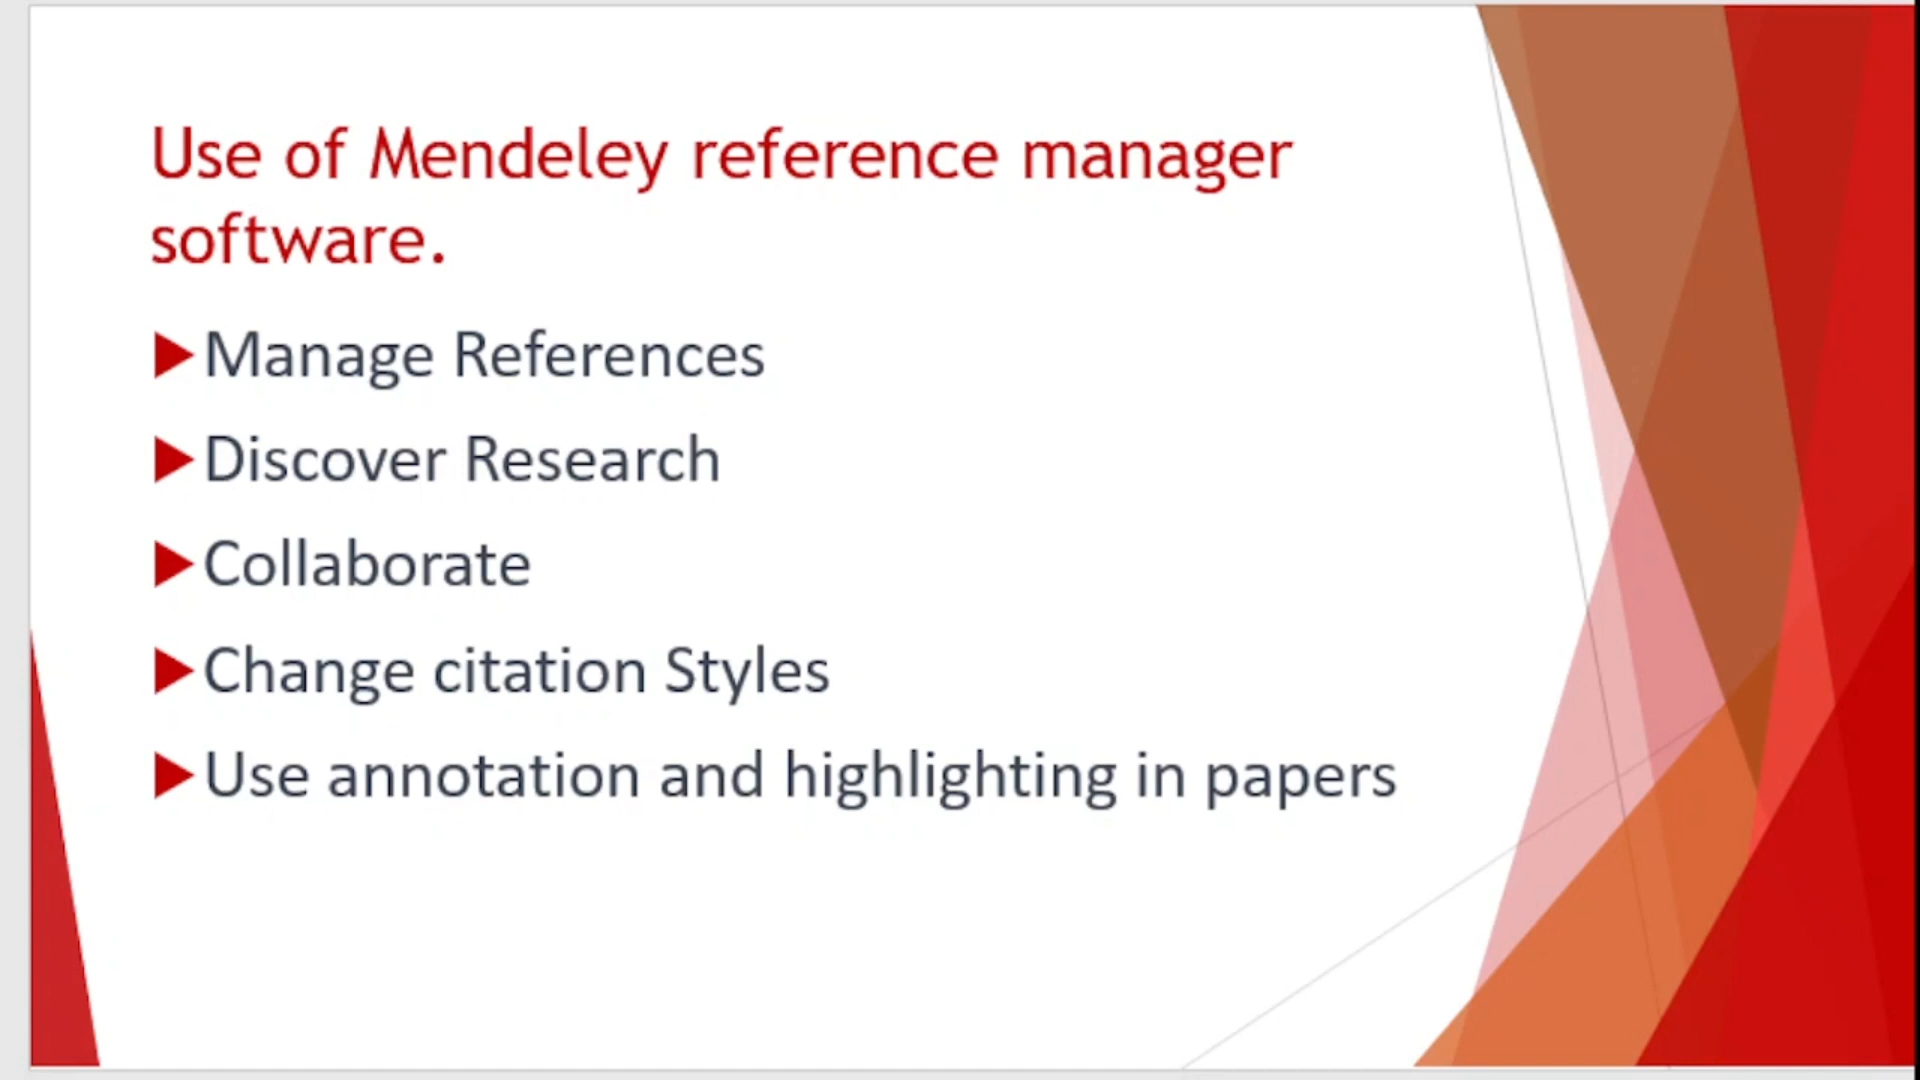 Use of Mendeley reference manager
software.
Manage References
Discover Research
Collaborate
Change citation Styles
Use annotation and highlighting in papers